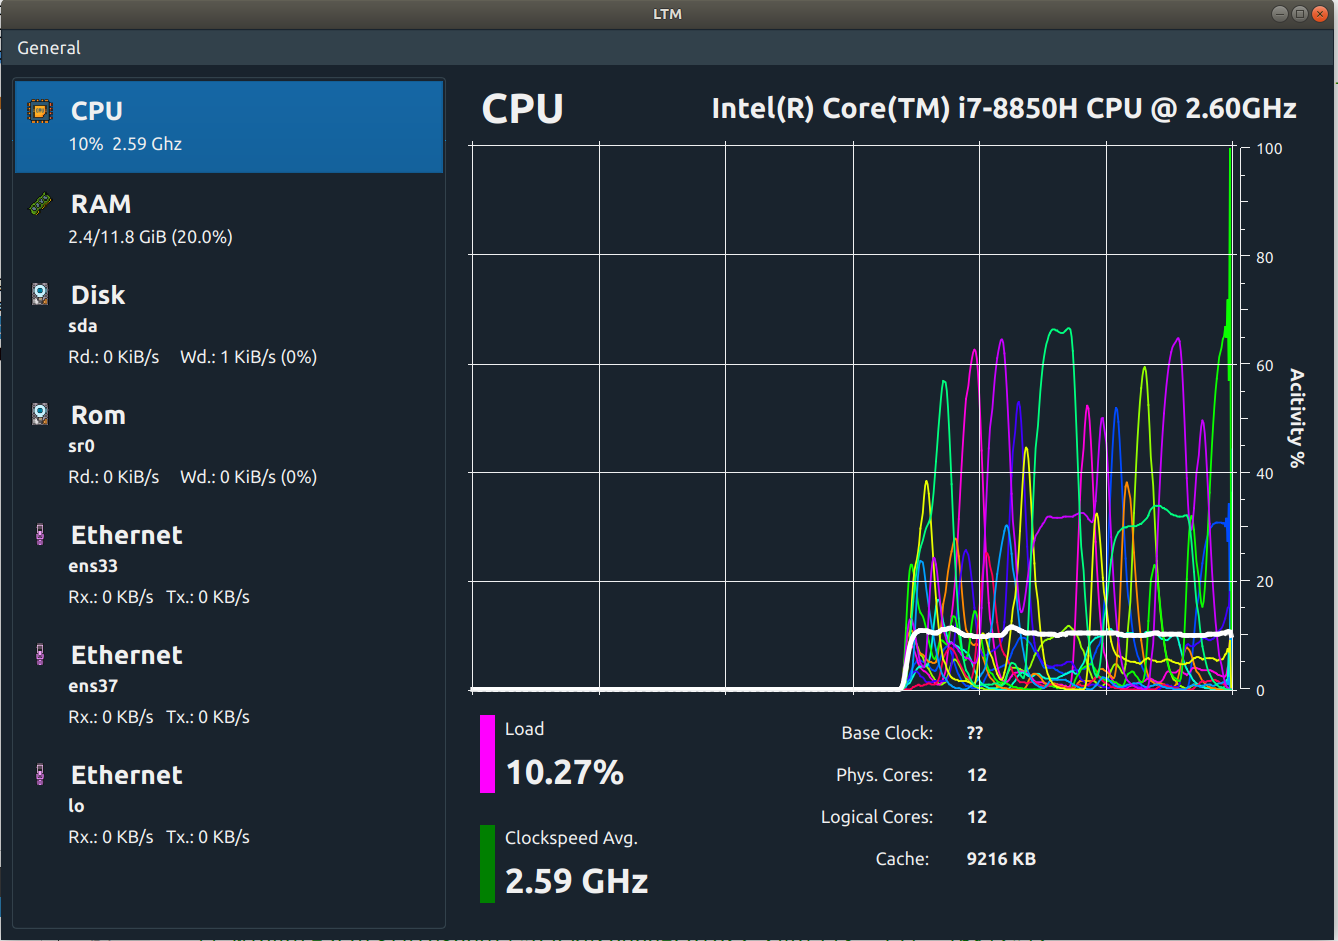 LTM
General
CPU
10% 2.59 Ghz
RAM
2.4/11.8 GiB (20.0%)
Disk
sda
Rd.: 0 KiB/s Wd.: 1 KiB/s (0%)
Rom
sr0
Rd.: 0 KiB/s Wd.: 0 KiB/s (0%)
Ethernet
ens33
Rx.: 0 KB/s Tx.: 0 KB/s
Ethernet
ens37
Rx.: 0 KB/s Tx.: 0 KB/s
Ethernet
lo
Rx.: 0 KB/s Tx.: 0 KB/s
CPU
Intel(R) Core(TM) i7-8850H CPU @ 2.60GHz
100
80
60
40
20
0
Acitivity %
Load
10.27%
Clockspeed Avg.
2.59 GHz
Base Clock: ??
Phys. Cores: 12
Logical Cores: 12
Cache: 9216 KB